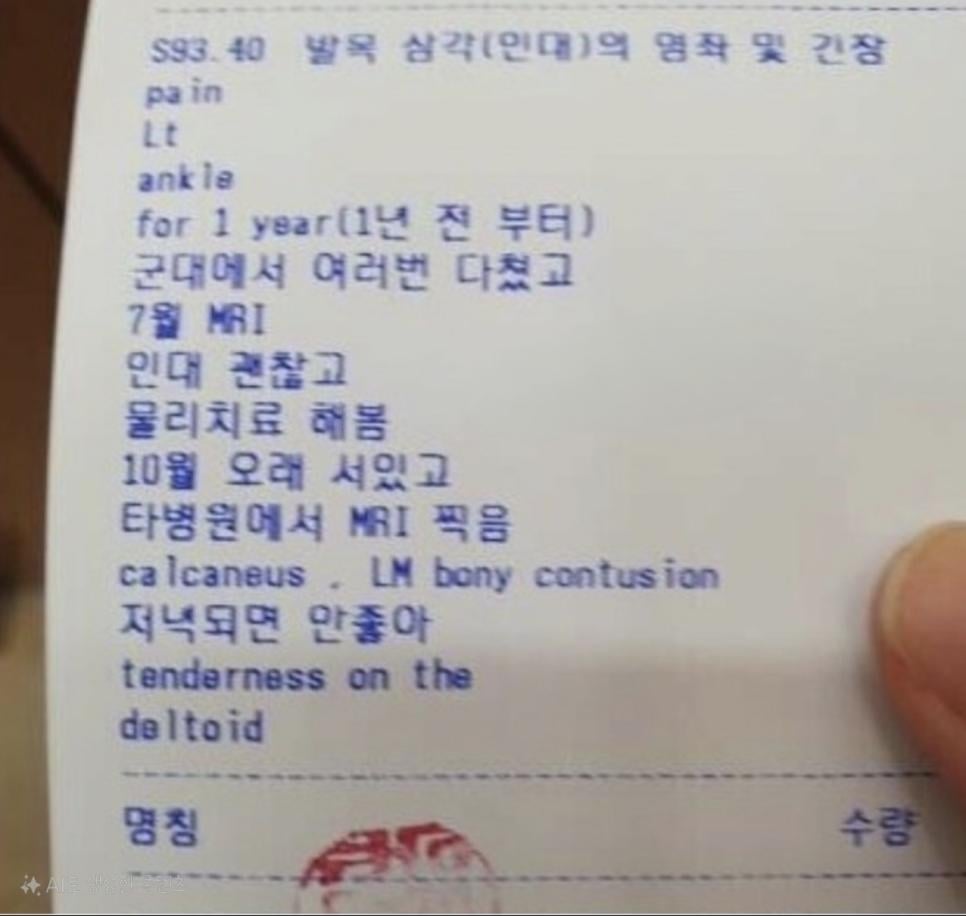 S93.40 발목 삼각(인대)의 염좌 및 긴장
pain
Lt
ankle
for 1 year(1년 전 부터)
군대에서 여러번 다쳤고
7월 MRI
인대 괜찮고
물리치료 해봄
10월 오래 서있고
타병원에서 MRI 찍음
calcaneus . LM bony contusion
저녁되면 안좋아
tenderness on the
deltoid
명칭 수량